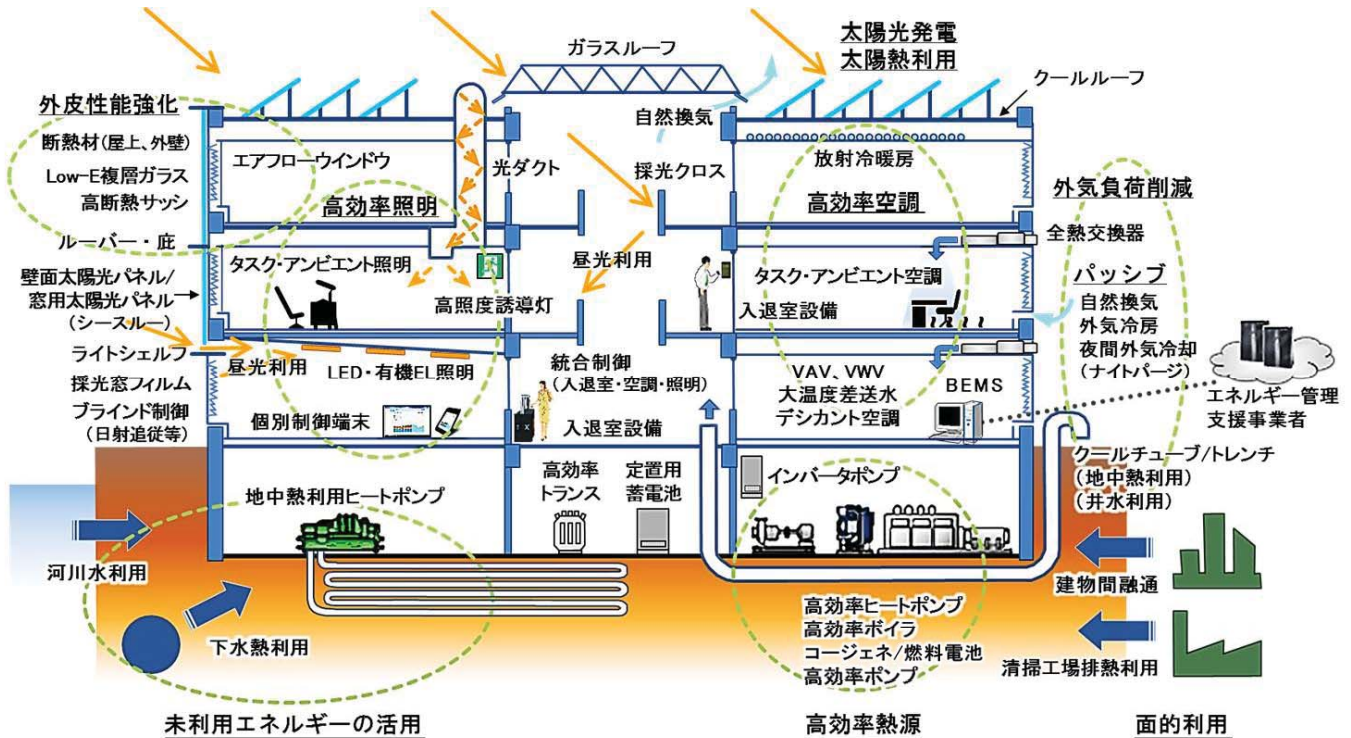 ガラスルーフ
太陽光発電
太陽熱利用
クールルーフ
外皮性能強化
断熱材(屋上、外壁)
Low-E複層ガラス
高断熱サッシ
エアフローウインドウ
光ダクト
自然換気
採光クロス
放射冷暖房
高効率照明
高効率空調
外気負荷削減
ルーバー・庇
全熱交換器
タスク・アンビエント照明
昼光利用
タスク・アンビエント空調
壁面太陽光パネル/
窓用太陽光パネル
(シースルー)
高照度誘導灯
入退室設備
パッシブ
自然換気
外気冷房
夜間外気冷却
(ナイトパージ)
ライトシェルフ
昼光利用
LED・有機EL照明
統合制御
(入退室・空調・照明)
VAV、VWV
大温度差送水
デシカント空調
BEMS
エネルギー管理
支援事業者
採光窓フィルム
ブラインド制御
(日射追従等)
個別制御端末
入退室設備
クールチューブ/トレンチ
(地中熱利用)
(井水利用)
地中熱利用ヒートポンプ
高効率
トランス
定置用
蓄電池
インバータポンプ
河川水利用
下水熱利用
建物間融通
高効率ヒートポンプ
高効率ボイラ
コージェネ/燃料電池
高効率ポンプ
清掃工場排熱利用
未利用エネルギーの活用
高効率熱源
面的利用